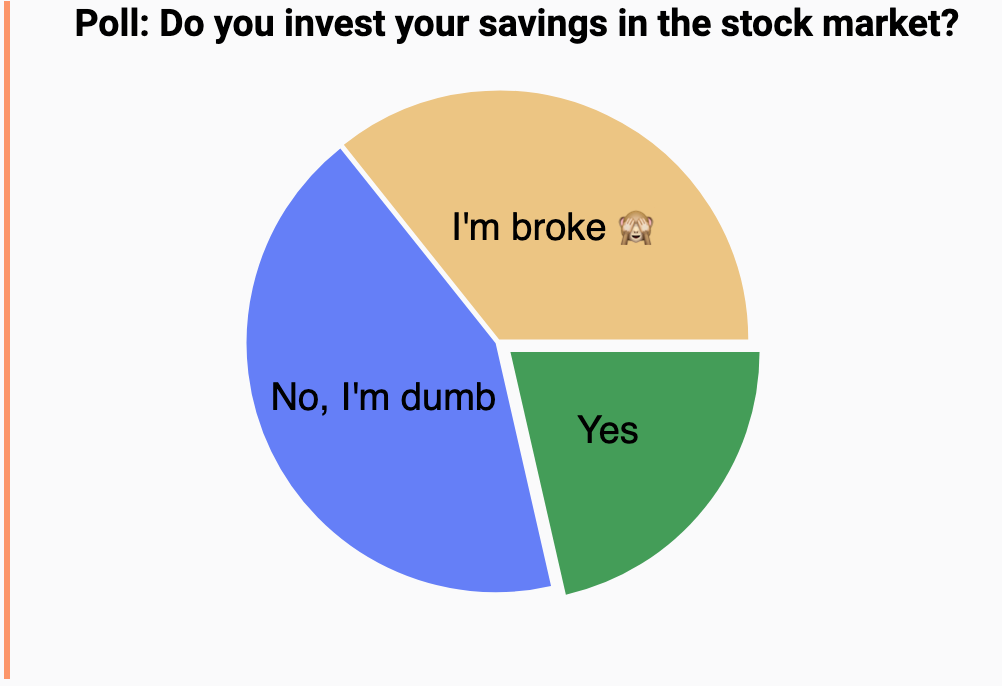 Poll: Do you invest your savings in the stock market?
I'm broke 🙈
No, I'm dumb
Yes